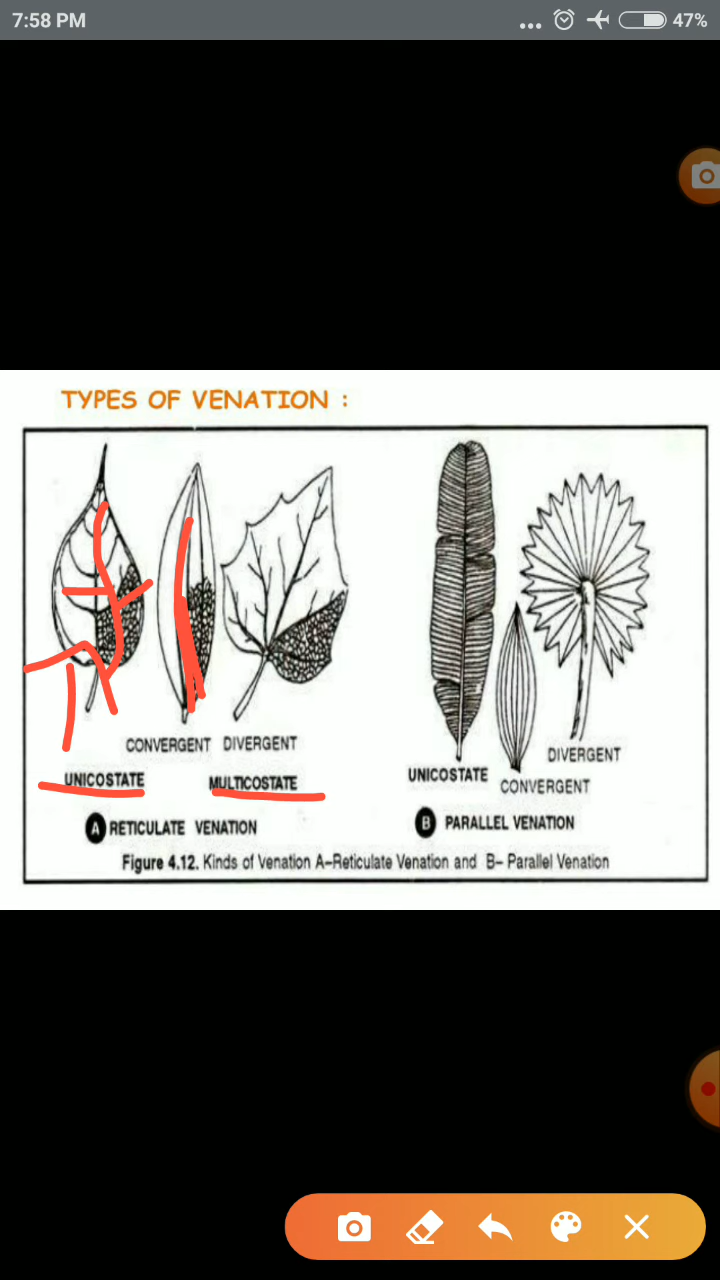 7:58 PM
47%
TYPES OF VENATION :
CONVERGENT DIVERGENT
UNICOSTATE MULTICOSTATE
A RETICULATE VENATION
DIVERGENT
UNICOSTATE
CONVERGENT
B PARALLEL VENATION
Figure 4.12. Kinds of Venation A-Reticulate Venation and B- Parallel Venation